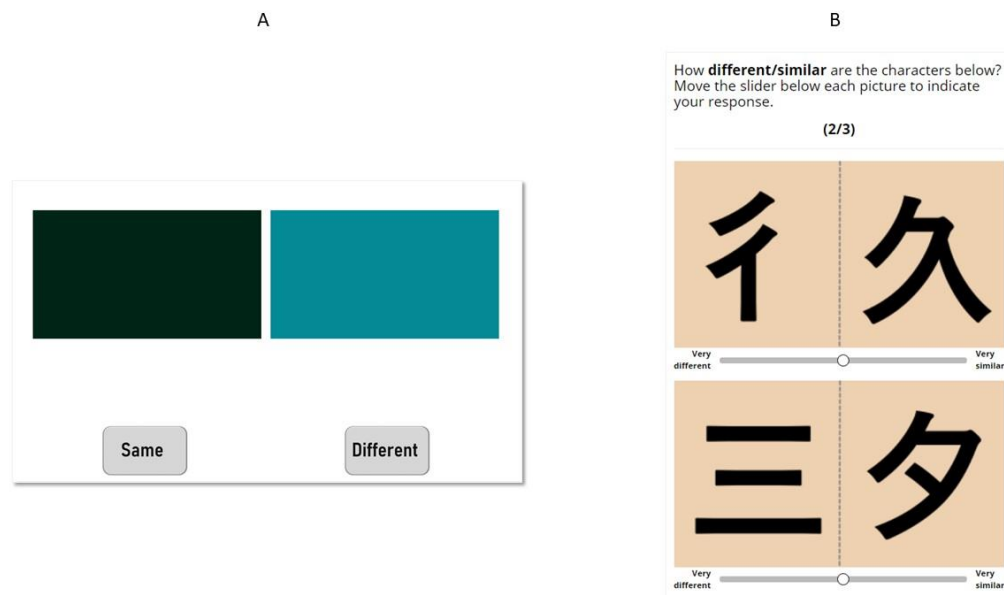 A
B
Same
Different
How different/similar are the characters below?
Move the slider below each picture to indicate
your response.
(2/3)
彳 久
Very different
Very similar
三 夕
Very different
Very similar